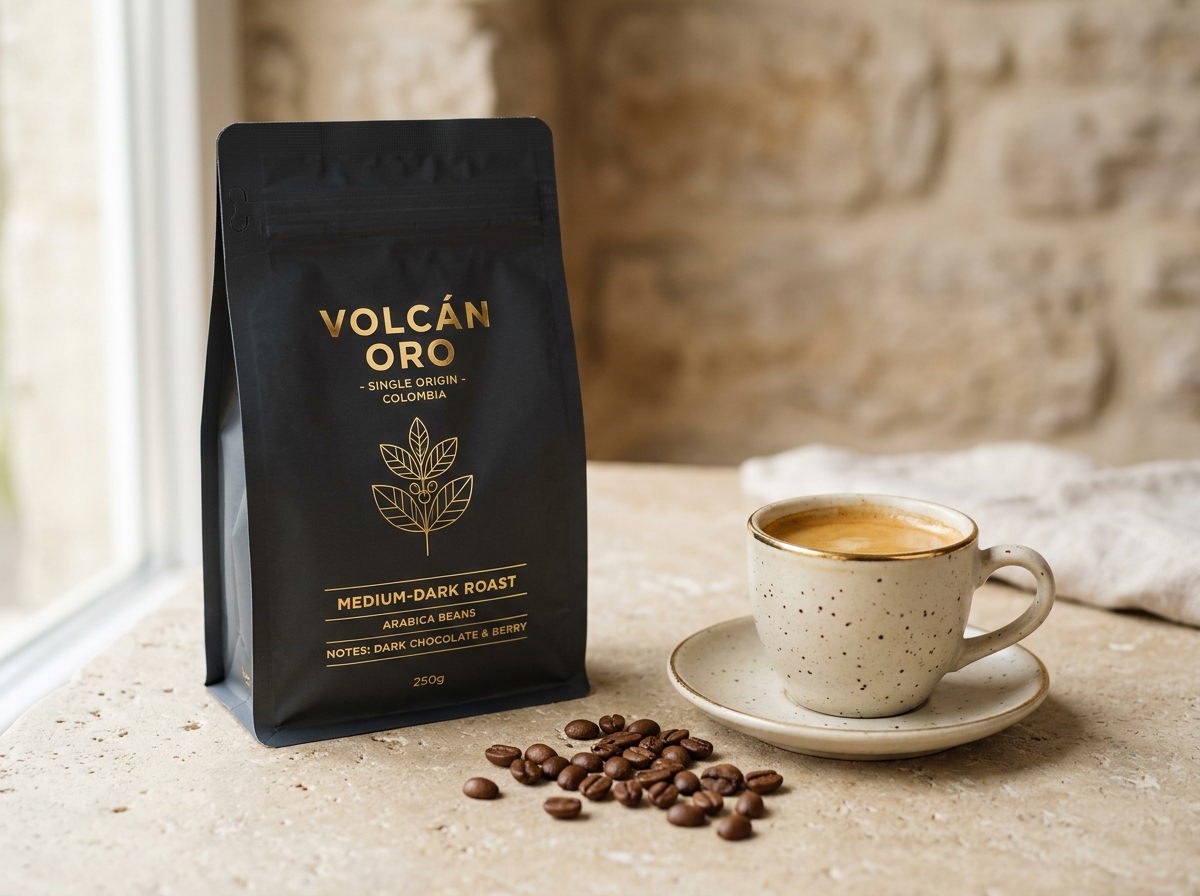 VOLCÁN
ORO
- SINGLE ORIGIN -
COLOMBIA
MEDIUM-DARK ROAST
ARABICA BEANS
NOTES: DARK CHOCOLATE & BERRY
250g